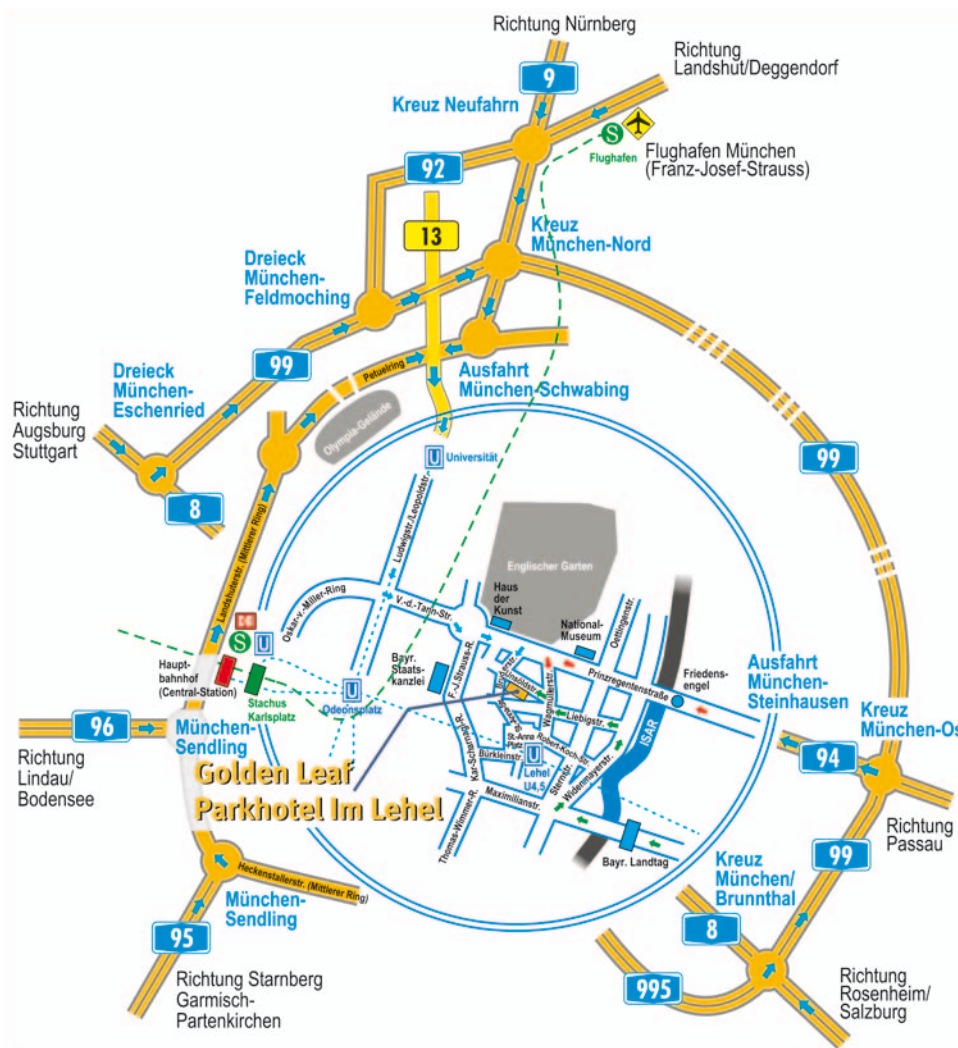 Richtung Nürnberg
Richtung
Landshut/Deggendorf
9
Kreuz Neufahrn
S
Flughafen
Flughafen München
(Franz-Josef-Strauss)
92
13
Kreuz
München-Nord
Dreieck
München-
Feldmoching
99
Petuelring
Ausfahrt
München-Schwabing
Dreieck
München-
Eschenried
Richtung
Augsburg
Stuttgart
8
Olympia-Gelände
U
Universität
99
Landshuterstr. (Mittlerer Ring)
Ludwigstr./Leopoldstr.
Englischer Garten
Oskar-v.-Miller-Ring
V.-d.-Tann-Str.
Haus
der
Kunst
National-
Museum
Oettingenstr.
S
U
Haupt-
bahnhof
(Central-Station)
Stachus
Karlsplatz
U
Odeonsplatz
Bayr.
Staats-
kanzlei
F.-J.Strauss-R.
Unsöldstr.
Wagmüllerstr.
Prinzregentenstraße
Friedens-
engel
Liebigstr.
Ausfahrt
München-
Steinhausen
Kreuz
München-Os
96
Richtung
Lindau/
Bodensee
München-
Sendling
Golden Leaf
Parkhotel Im Lehel
Kar-Scharnagl-R.
St.-Anna-
Platz
Bürkleinstr.
Robert-Koch-Str.
U
Lehel
U4,5
Sternstr.
Widenmayerstr.
ISAR
Maximilianstr.
Thomas-Wimmer-R.
Bayr. Landtag
94
Richtung
Passau
99
Heckenstallerstr. (Mittlerer Ring)
München-
Sendling
95
Richtung Starnberg
Garmisch-
Partenkirchen
Kreuz
München/
Brunnthal
8
995
Richtung
Rosenheim/
Salzburg